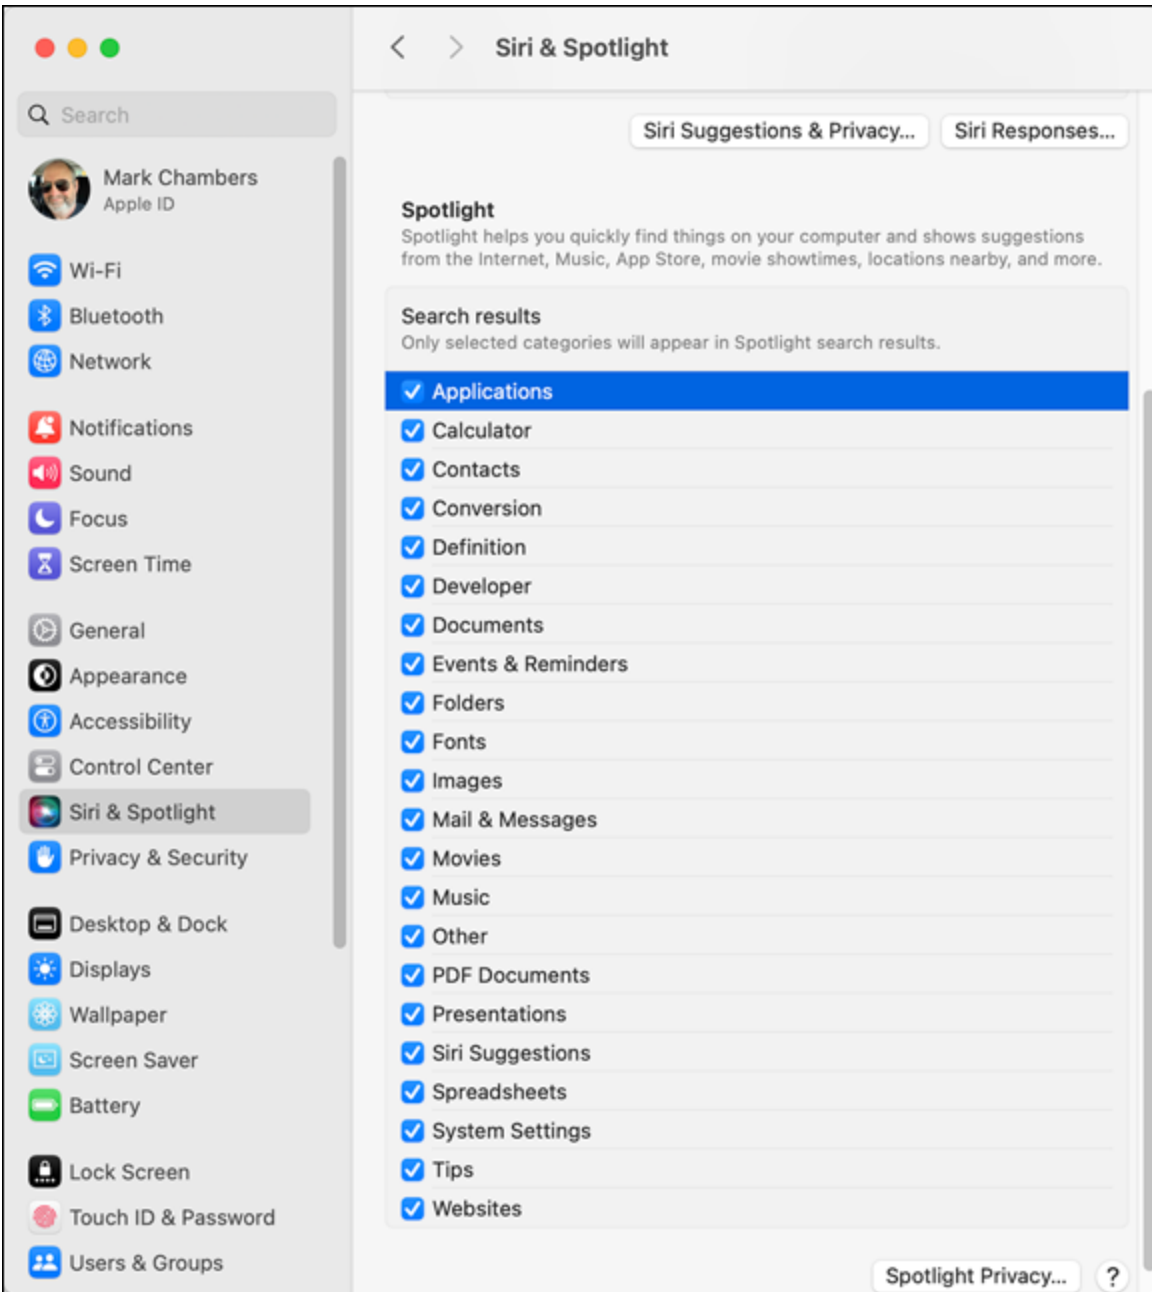 Siri & Spotlight
Search
Mark Chambers
Apple ID
Wi-Fi
Bluetooth
Network
Notifications
Sound
Focus
Screen Time
General
Appearance
Accessibility
Control Center
Siri & Spotlight
Privacy & Security
Desktop & Dock
Displays
Wallpaper
Screen Saver
Battery
Lock Screen
Touch ID & Password
Users & Groups
Siri Suggestions & Privacy...
Siri Responses...
Spotlight
Spotlight helps you quickly find things on your computer and shows suggestions
from the Internet, Music, App Store, movie showtimes, locations nearby, and more.
Search results
Only selected categories will appear in Spotlight search results.
Applications
Calculator
Contacts
Conversion
Definition
Developer
Documents
Events & Reminders
Folders
Fonts
Images
Mail & Messages
Movies
Music
Other
PDF Documents
Presentations
Siri Suggestions
Spreadsheets
System Settings
Tips
Websites
Spotlight Privacy...
?